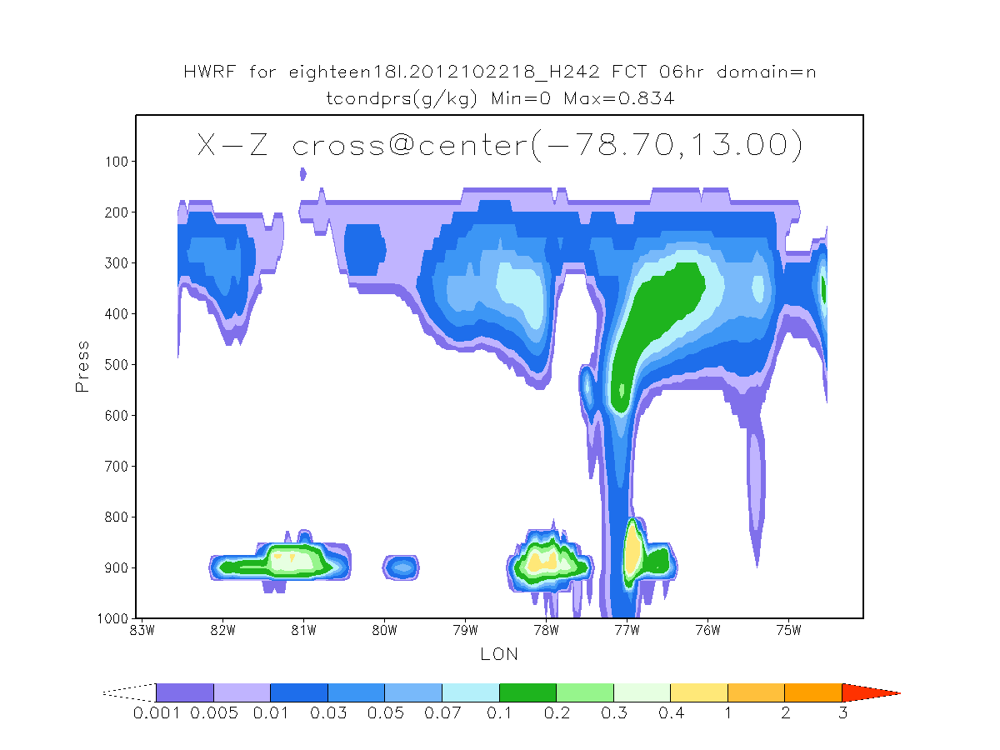 HWRF for eighteen18l.2012102218_H242 FCT 06hr domain=n
tcondprs(g/kg) Min=0 Max=0.834
X-Z cross@center(-78.70,13.00)
100
200
300
400
500
600
700
800
900
1000
Press
83W 82W 81W 80W 79W 78W 77W 76W 75W
LON
0.001 0.005 0.01 0.03 0.05 0.07 0.1 0.2 0.3 0.4 1 2 3